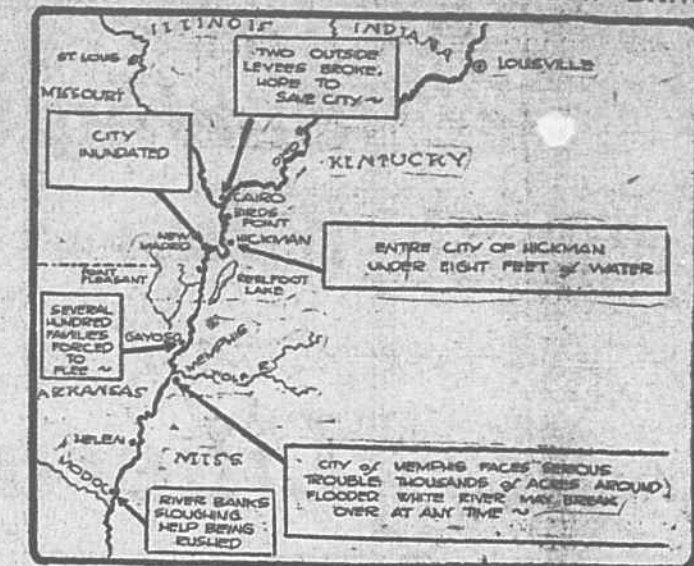 ILLINOIS
INDIANA
ST. LOUIS
TWO OUTSIDE
LEVEES BROKE.
HOPE TO
SAVE CITY ~
LOUISVILLE
MISSOURI
CITY
INUNDATED
KENTUCKY
CAIRO
BIRDS
POINT
NEW
MADRID
HICKMAN
ENTRE CITY OF HICKMAN
UNDER EIGHT FEET of WATER
POINT
PLEASANT
REELFOOT
LAKE
SEVERAL
HUNDRED
FAMILIES
FORCED
TO
FLEE ~
GAYOSO
MEMPHIS
ARKANSAS
HELEN
MISS
MODOC
CITY of MEMPHIS FACES SERIOUS
TROUBLE. THOUSANDS of ACRES AROUND
FLOODED WHITE RIVER MAY BREAK
OVER AT ANY TIME ~
RIVER BANKS
SLOUGHING
HELP BEING
RUSHED